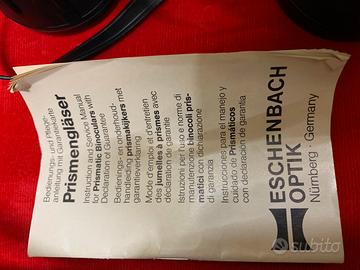 Bedienungs- und Pflege-
anleitung mit Garantiekarte
Prismengläser
Instruction and Service Manual
for Prismatic Binoculars with
Declaration of Guarantee
Bedienings- en onderhoud-
handleiding prismakijkers met
garantieverklaring
Mode d'emploi et d'entretien
des jumelles à prismes avec
déclaration de garantie
Istruzioni per l'uso e norme di
manutenzione binocoli pris-
matici con dichiarazione
di garanzia
Instrucciones para el manejo y
cuidado de Prismáticos
con declaración de garantía
ESCHENBACH
OPTIK
Nürnberg · Germany
subito